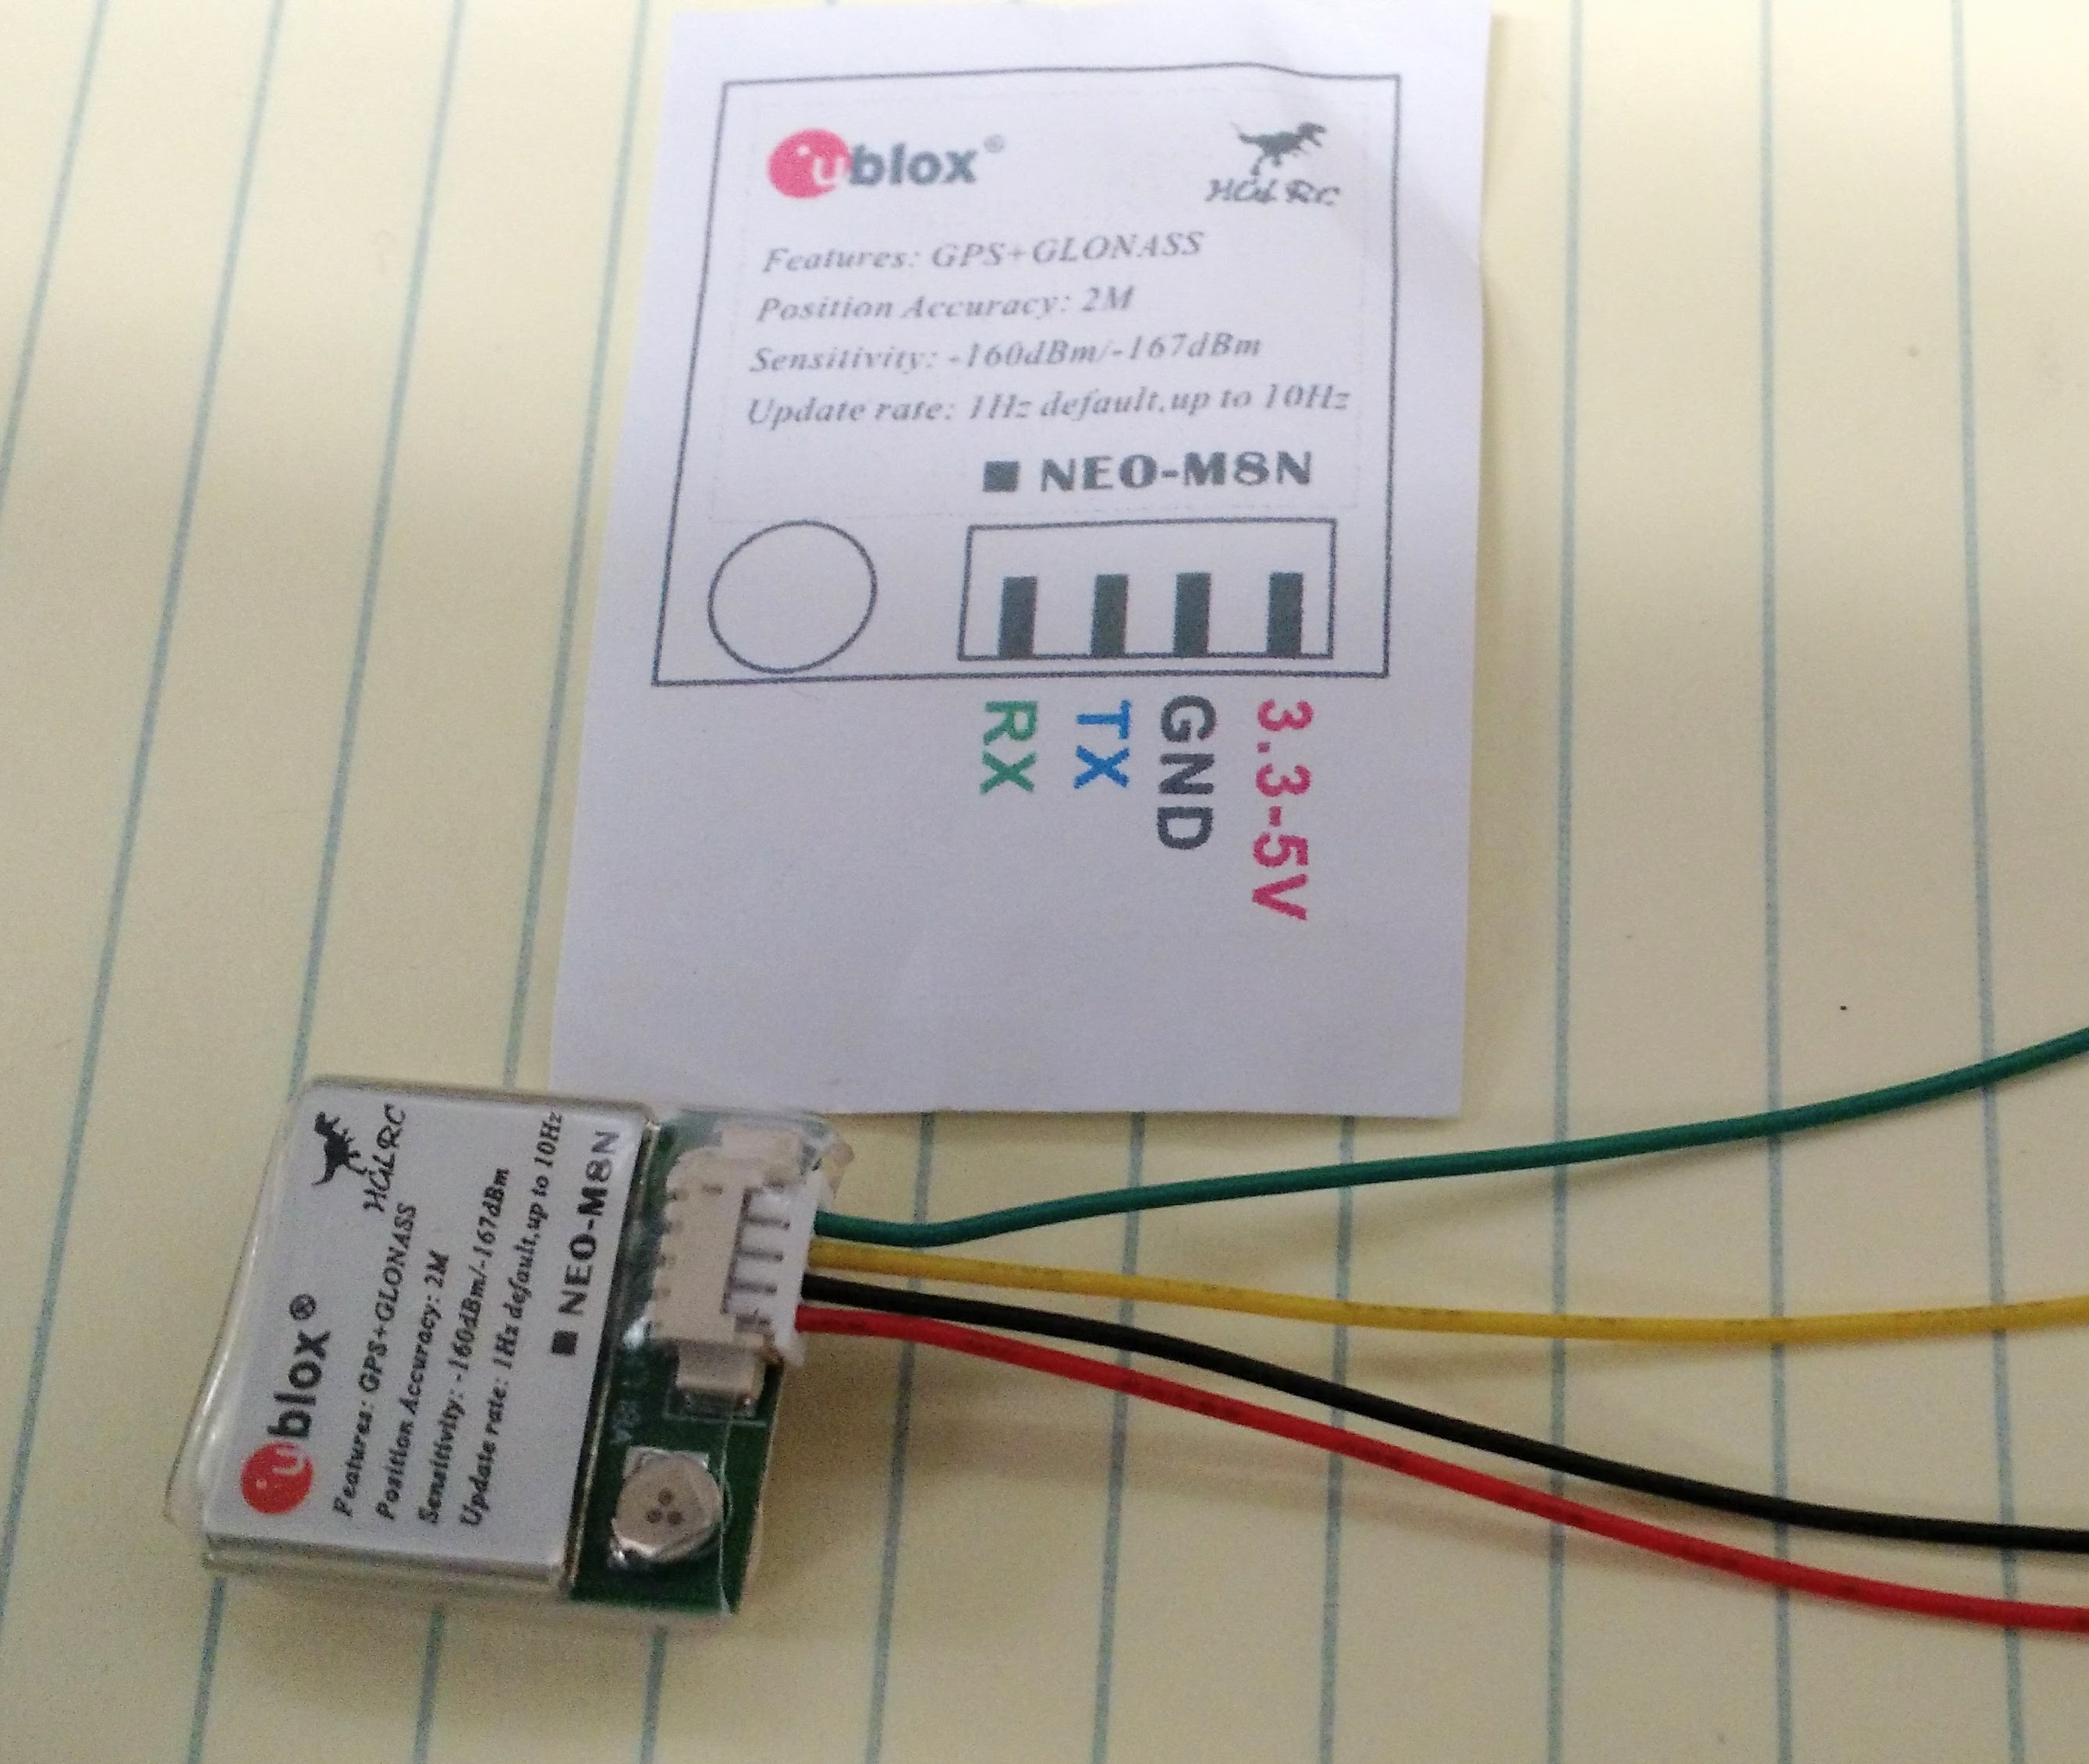 ublox®
HGLRC
Features: GPS+GLONASS
Position Accuracy: 2M
Sensitivity: -160dBm/-167dBm
Update rate: 1Hz default,up to 10Hz
■ NEO-M8N
RX
TX
GND
3.3-5V
ublox®
HGLRC
Features: GPS+GLONASS
Position Accuracy: 2M
Sensitivity: -160dBm/-167dBm
Update rate: 1Hz default,up to 10Hz
■ NEO-M8N